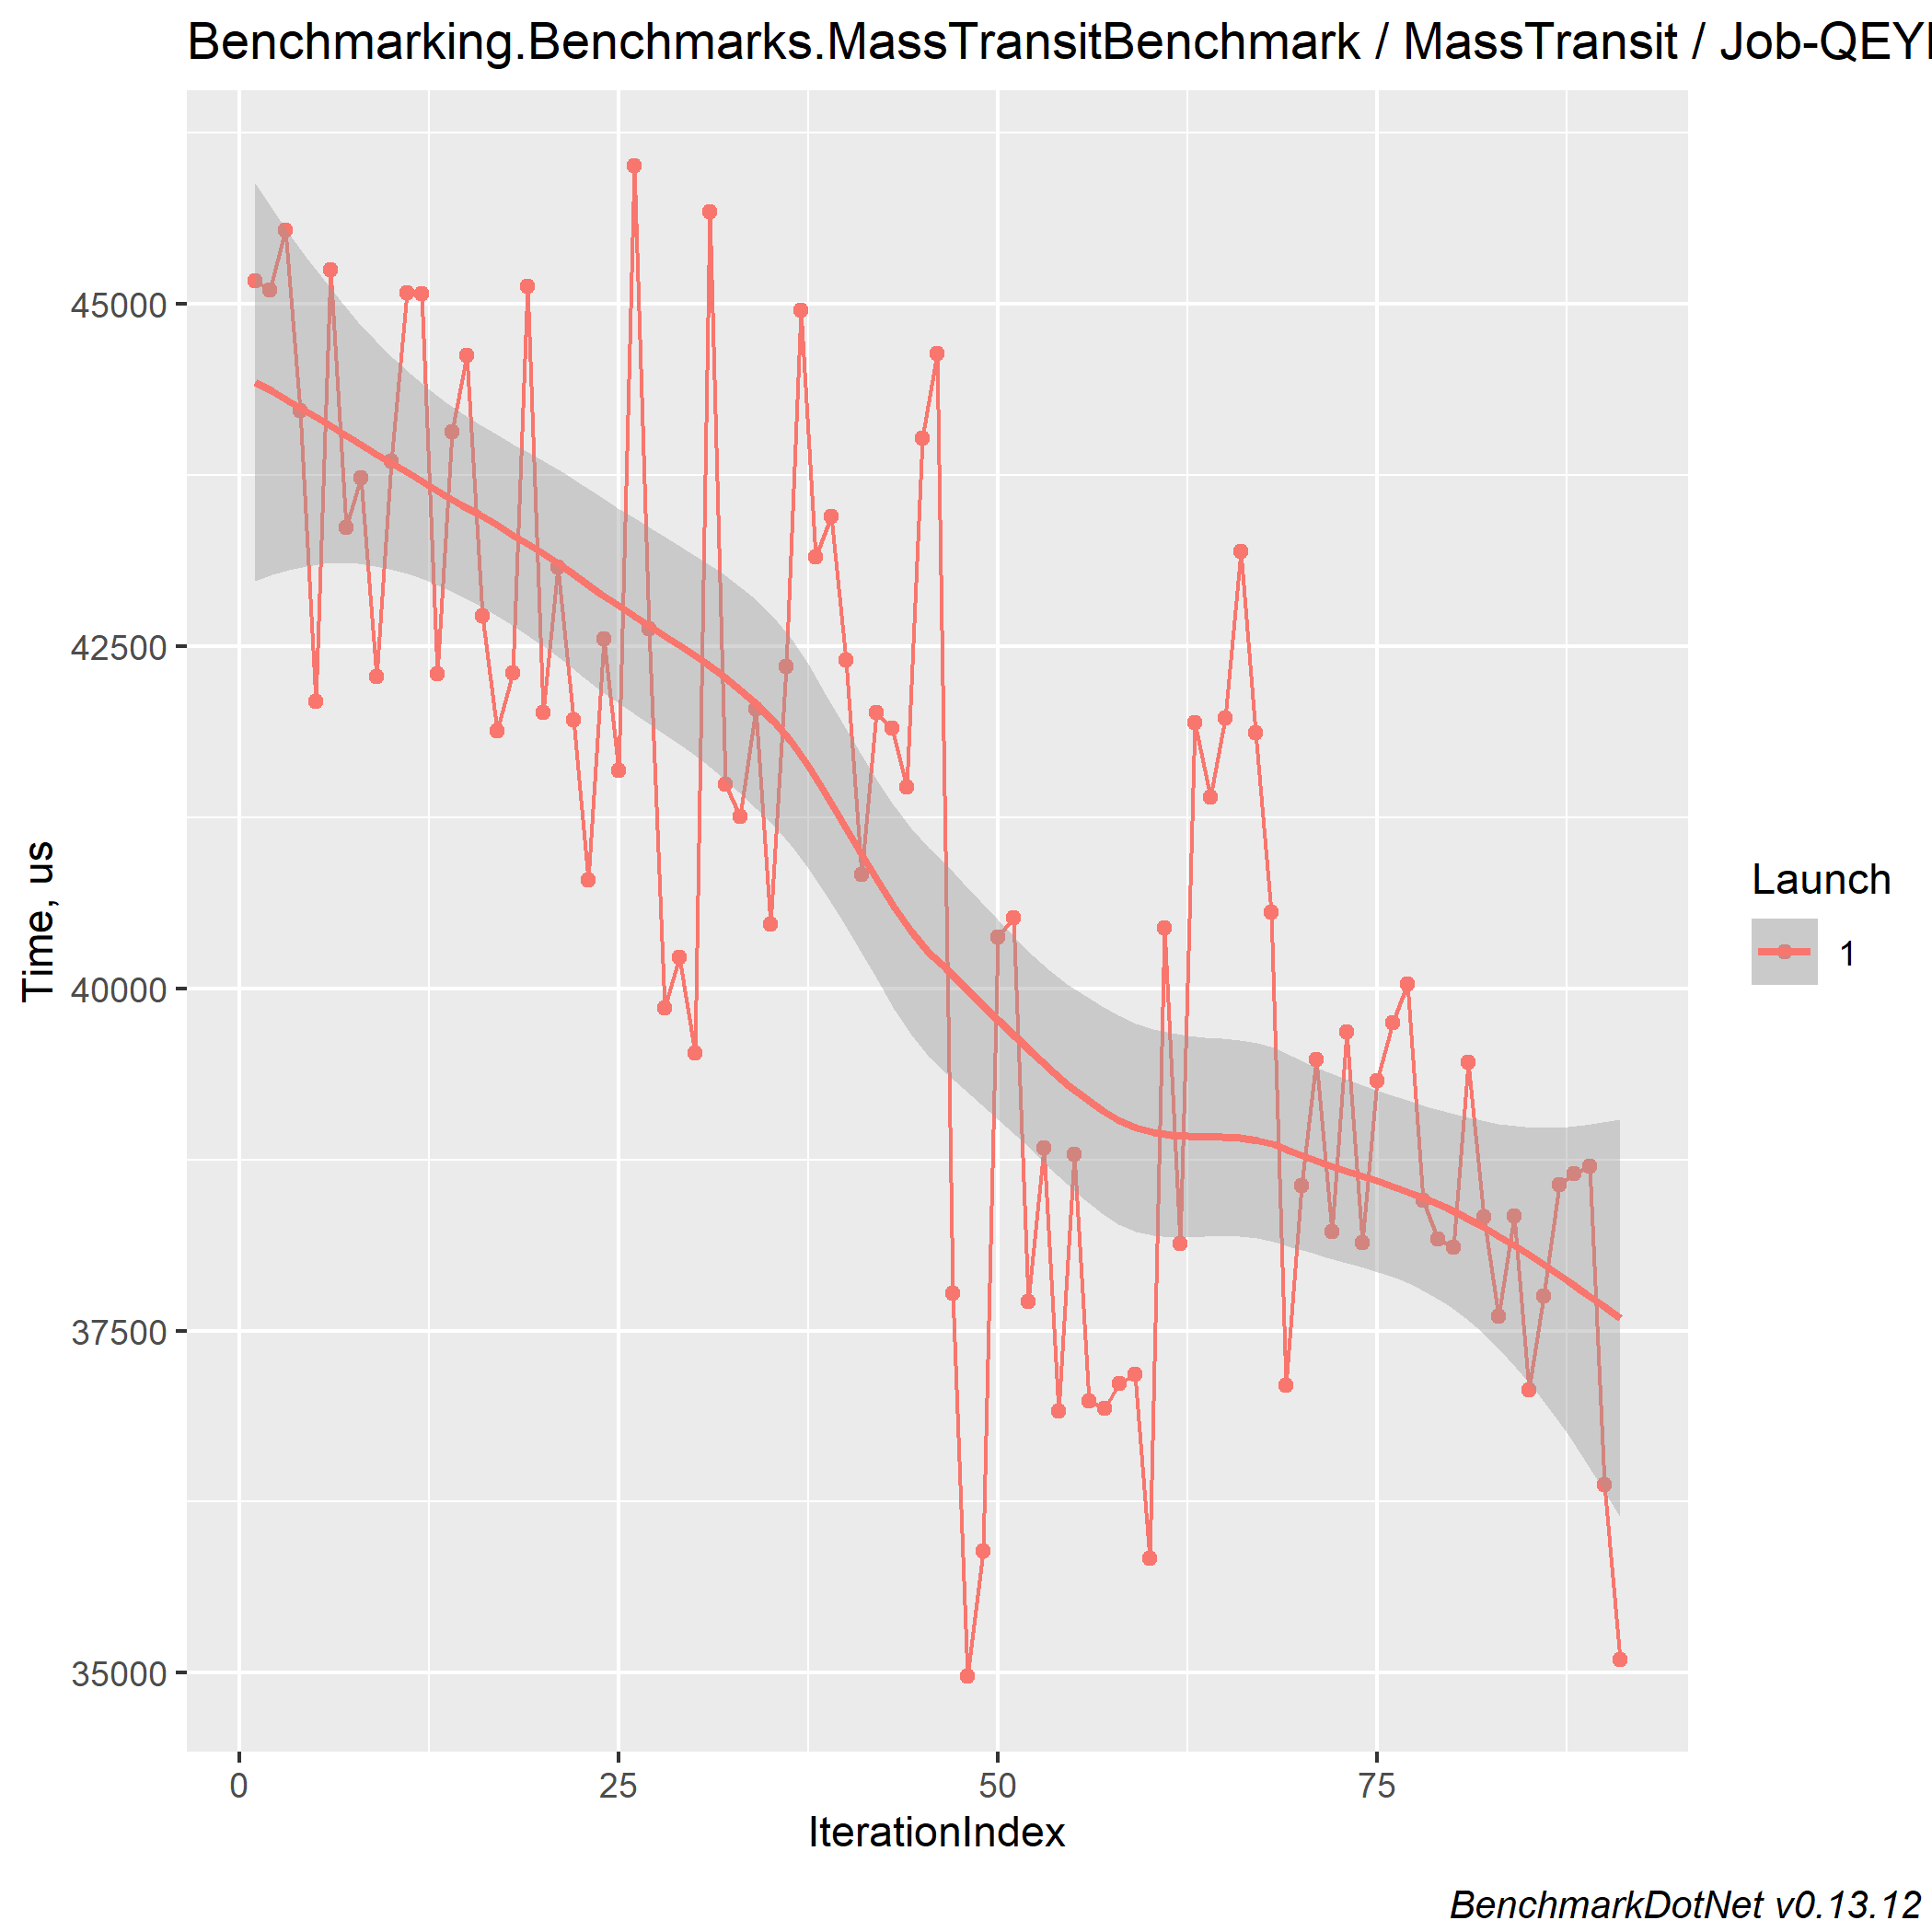 Benchmarking.Benchmarks.MassTransitBenchmark / MassTransit / Job-QEY
Time, us
45000
42500
40000
37500
35000
0 25 50 75
IterationIndex
Launch
1
BenchmarkDotNet v0.13.12